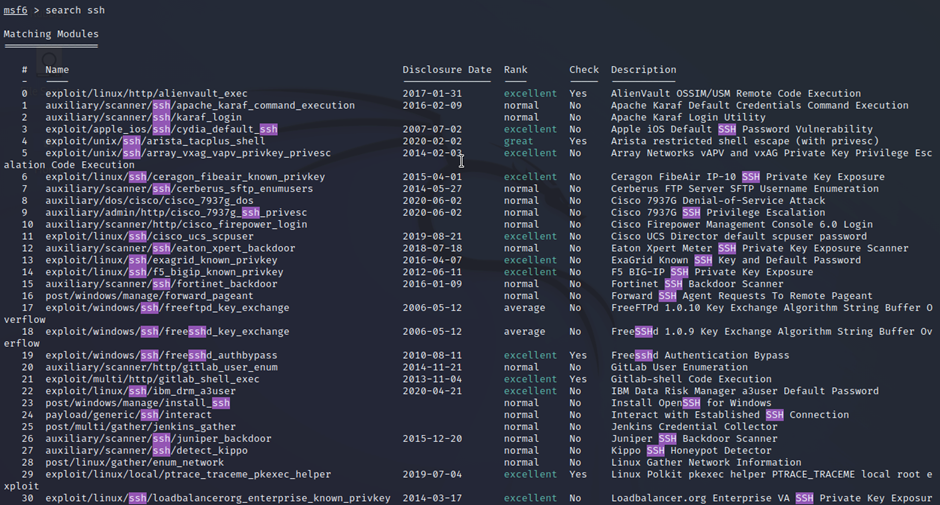 msf6 > search ssh
Matching Modules
# Name Disclosure Date Rank Check Description
0 exploit/linux/http/alienvault_exec 2017-01-31 excellent Yes AlienVault OSSIM/USM Remote Code Execution
1 auxiliary/scanner/ssh/apache_karaf_command_execution 2016-02-09 normal No Apache Karaf Default Credentials Command Execution
2 auxiliary/scanner/ssh/karaf_login normal No Apache Karaf Login Utility
3 exploit/apple_ios/ssh/cydia_default_ssh 2007-07-02 excellent No Apple iOS Default SSH Password Vulnerability
4 exploit/unix/ssh/arista_tacplus_shell 2020-02-02 great Yes Arista restricted shell escape (with privesc)
5 exploit/unix/ssh/array_vxag_vapv_privkey_privesc 2014-02-03 excellent No Array Networks vAPV and vxAG Private Key Privilege Esc
alation Code Execution
6 exploit/linux/ssh/ceragon_fibeair_known_privkey 2015-04-01 excellent No Ceragon FibeAir IP-10 SSH Private Key Exposure
7 auxiliary/scanner/ssh/cerberus_sftp_enumusers 2014-05-27 normal No Cerberus FTP Server SFTP Username Enumeration
8 auxiliary/dos/cisco/cisco_7937g_dos 2020-06-02 normal No Cisco 7937G Denial-of-Service Attack
9 auxiliary/admin/http/cisco_7937g_ssh_privesc 2020-06-02 normal No Cisco 7937G SSH Privilege Escalation
10 auxiliary/scanner/http/cisco_firepower_login normal No Cisco Firepower Management Console 6.0 Login
11 exploit/linux/ssh/cisco_ucs_scpuser 2019-08-21 excellent No Cisco UCS Director default scpuser password
12 auxiliary/scanner/ssh/eaton_xpert_backdoor 2018-07-18 normal No Eaton Xpert Meter SSH Private Key Exposure Scanner
13 exploit/linux/ssh/exagrid_known_privkey 2016-04-07 excellent No ExaGrid Known SSH Key and Default Password
14 exploit/linux/ssh/f5_bigip_known_privkey 2012-06-11 excellent No F5 BIG-IP SSH Private Key Exposure
15 auxiliary/scanner/ssh/fortinet_backdoor 2016-01-09 normal No Fortinet SSH Backdoor Scanner
16 post/windows/manage/forward_pageant normal No Forward SSH Agent Requests To Remote Pageant
17 exploit/windows/ssh/freeftpd_key_exchange 2006-05-12 average No FreeFTPd 1.0.10 Key Exchange Algorithm String Buffer O
verflow
18 exploit/windows/ssh/freesshd_key_exchange 2006-05-12 average No FreeSSHd 1.0.9 Key Exchange Algorithm String Buffer Ov
erflow
19 exploit/windows/ssh/freesshd_authbypass 2010-08-11 excellent Yes Freesshd Authentication Bypass
20 auxiliary/scanner/http/gitlab_user_enum 2014-11-21 normal No GitLab User Enumeration
21 exploit/multi/http/gitlab_shell_exec 2013-11-04 excellent Yes Gitlab-shell Code Execution
22 exploit/linux/ssh/ibm_drm_a3user 2020-04-21 excellent No IBM Data Risk Manager a3user Default Password
23 post/windows/manage/install_ssh normal No Install OpenSSH for Windows
24 payload/generic/ssh/interact normal No Interact with Established SSH Connection
25 post/multi/gather/jenkins_gather normal No Jenkins Credential Collector
26 auxiliary/scanner/ssh/juniper_backdoor 2015-12-20 normal No Juniper SSH Backdoor Scanner
27 auxiliary/scanner/ssh/detect_kippo normal No Kippo SSH Honeypot Detector
28 post/linux/gather/enum_network normal No Linux Gather Network Information
29 exploit/linux/local/ptrace_traceme_pkexec_helper 2019-07-04 excellent Yes Linux Polkit pkexec helper PTRACE_TRACEME local root e
xploit
30 exploit/linux/ssh/loadbalancerorg_enterprise_known_privkey 2014-03-17 excellent No Loadbalancer.org Enterprise VA SSH Private Key Exposur